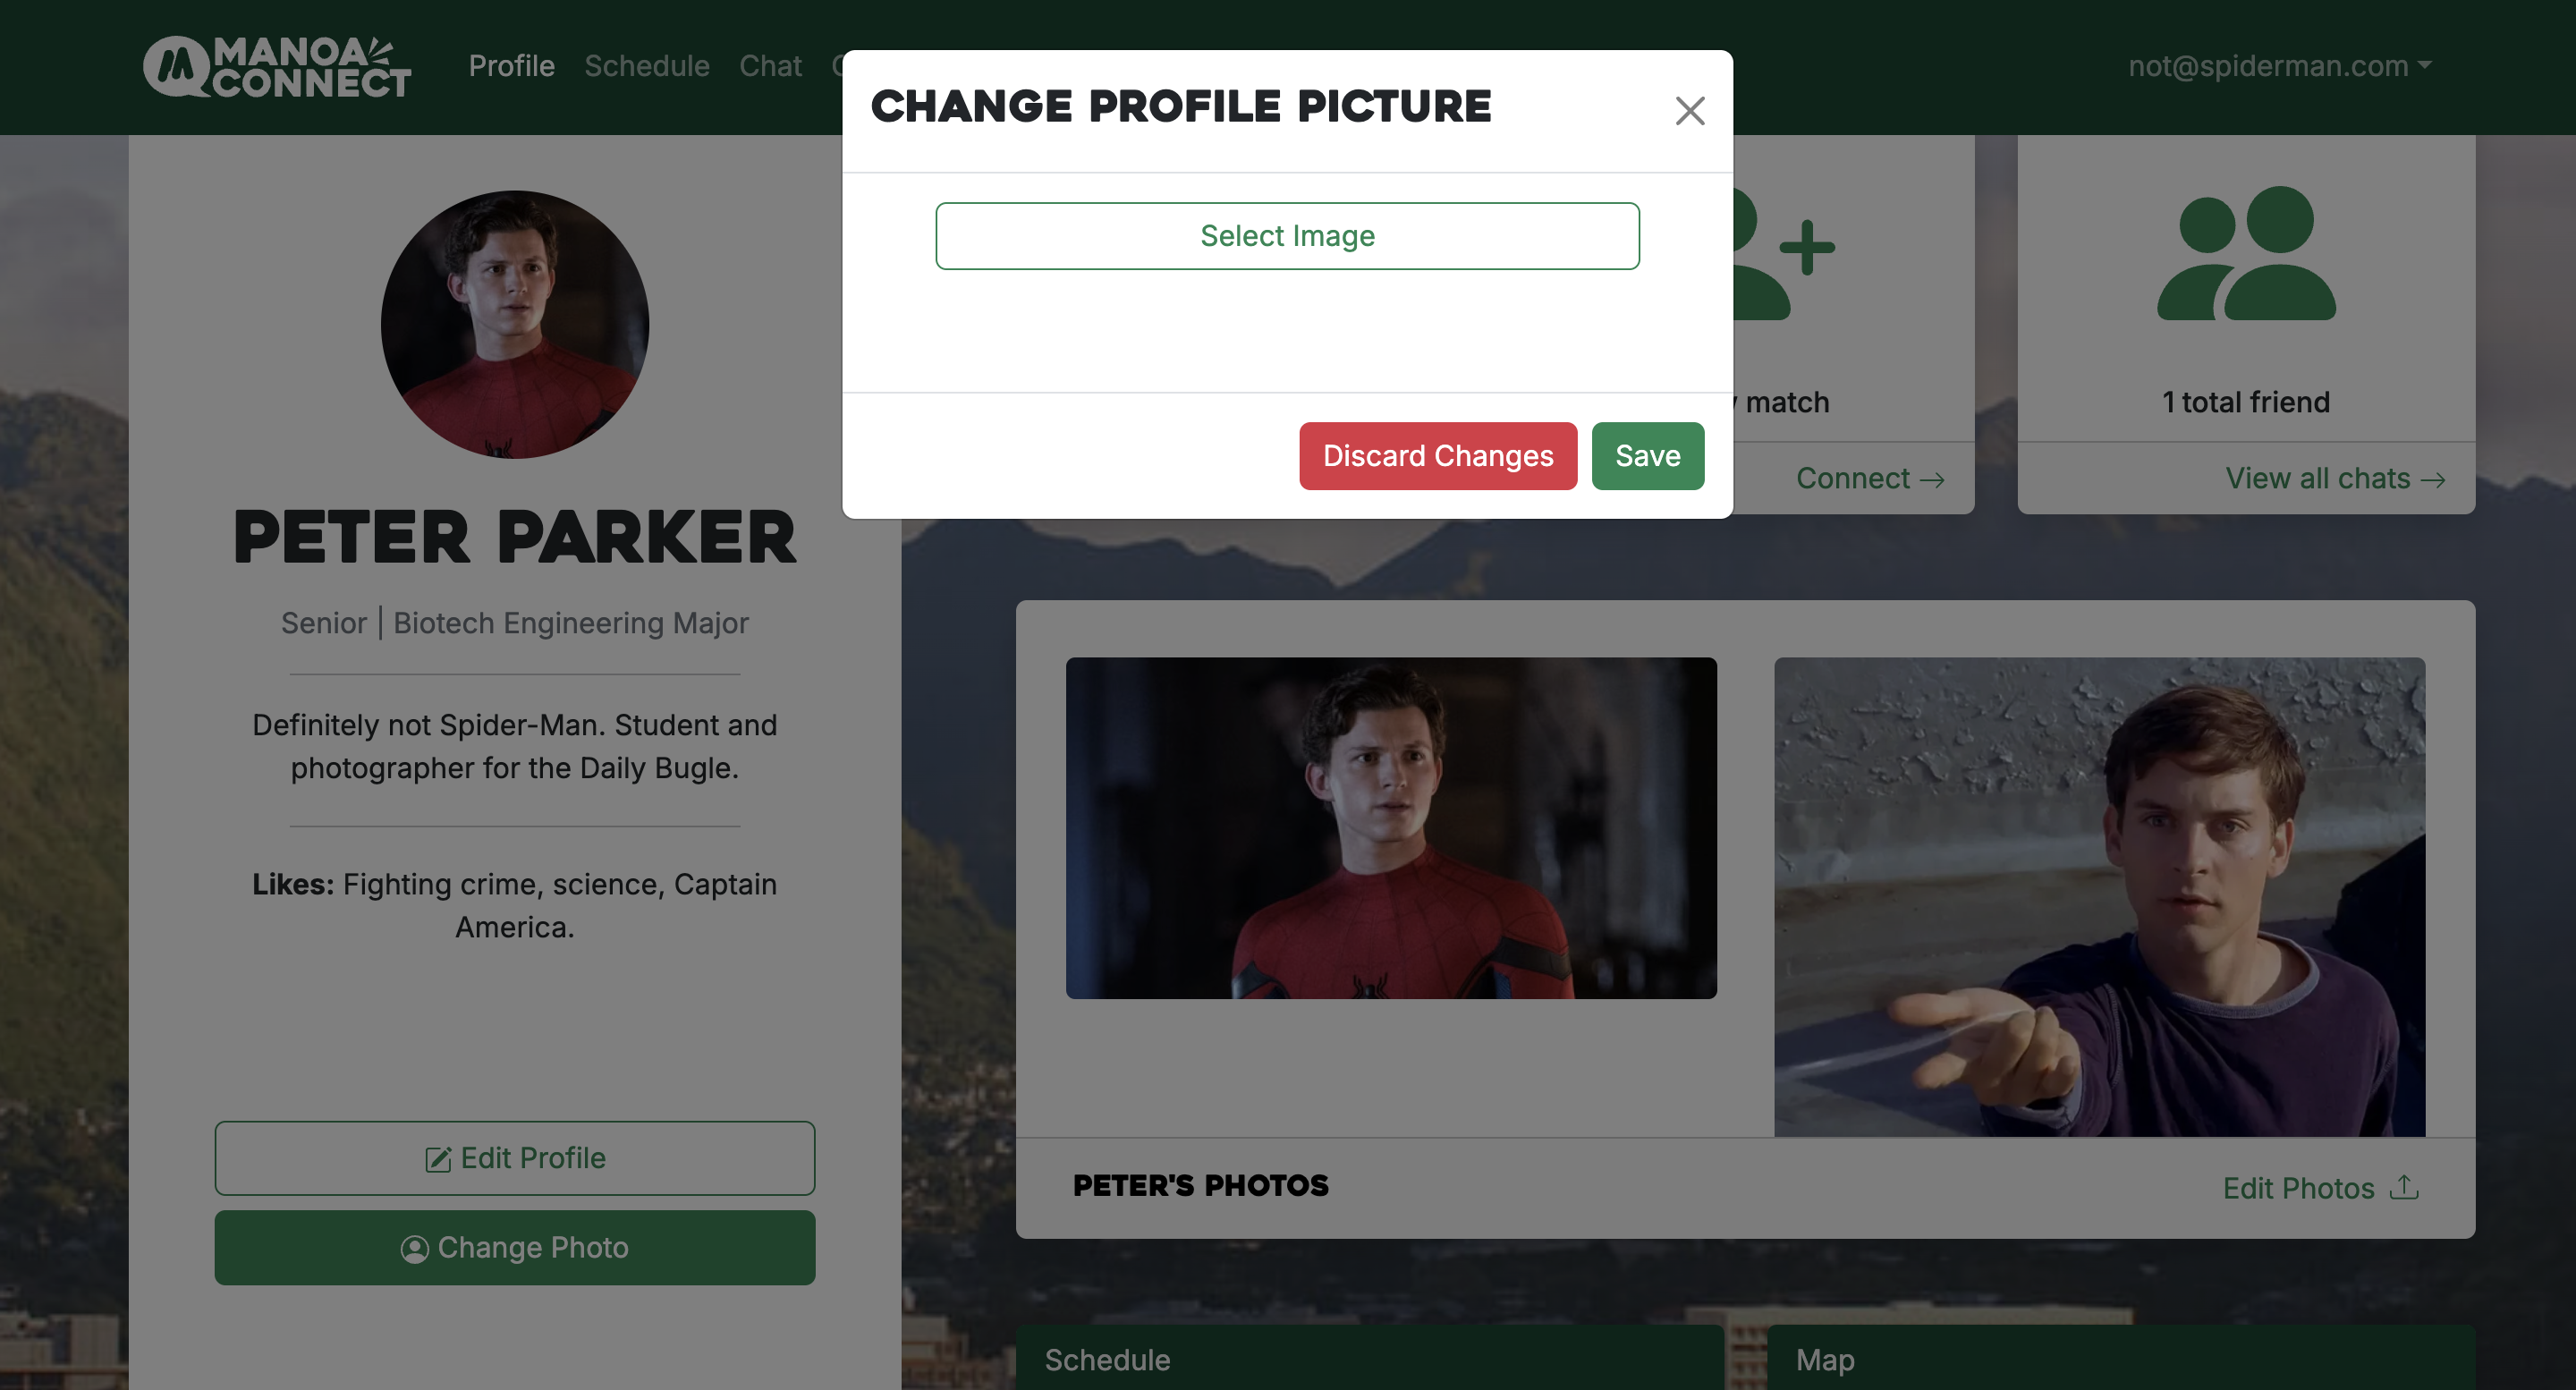 MANOA
CONNECT
Profile
Schedule
Chat
not@spiderman.com
CHANGE PROFILE PICTURE
Select Image
Discard Changes
Save
match
Connect →
1 total friend
View all chats →
PETER PARKER
Senior | Biotech Engineering Major
Definitely not Spider-Man. Student and
photographer for the Daily Bugle.
Likes: Fighting crime, science, Captain
America.
Edit Profile
Change Photo
PETER'S PHOTOS
Edit Photos
Schedule
Map